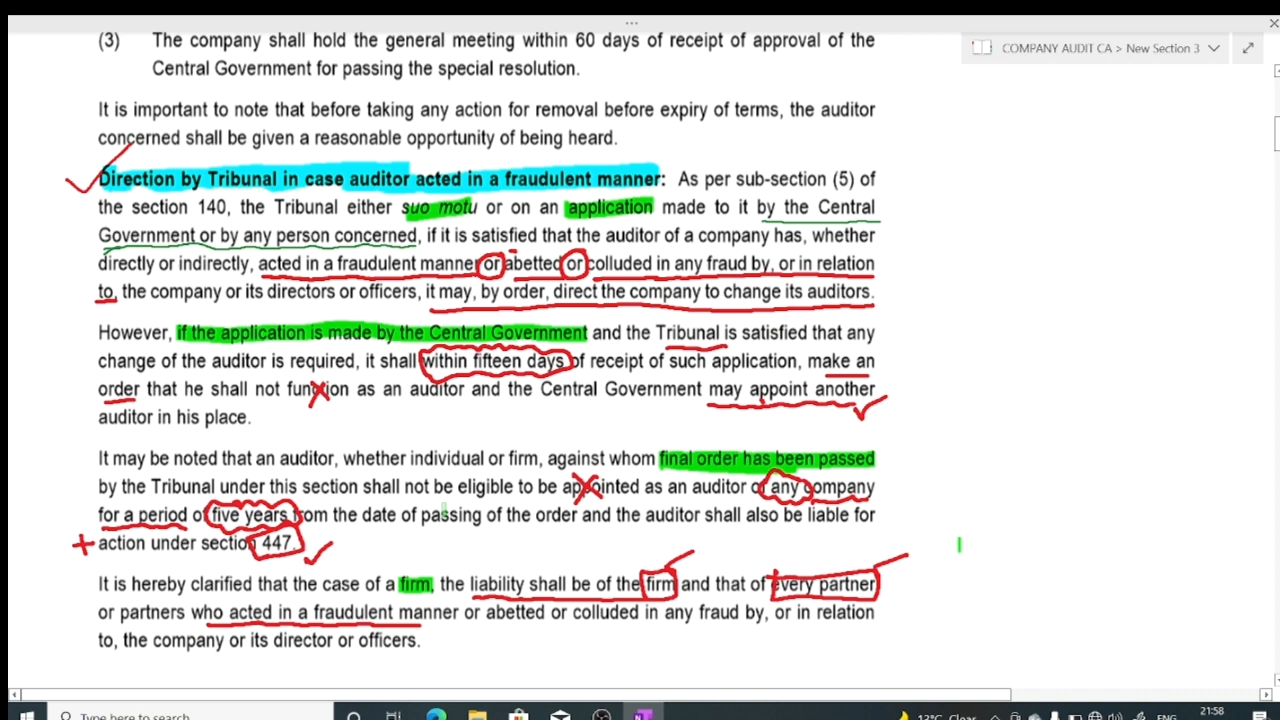 COMPANY AUDIT CA > New Section 3
(3) The company shall hold the general meeting within 60 days of receipt of approval of the
Central Government for passing the special resolution.
It is important to note that before taking any action for removal before expiry of terms, the auditor
concerned shall be given a reasonable opportunity of being heard.
Direction by Tribunal in case auditor acted in a fraudulent manner: As per sub-section (5) of
the section 140, the Tribunal either suo motu or on an application made to it by the Central
Government or by any person concerned, if it is satisfied that the auditor of a company has, whether
directly or indirectly, acted in a fraudulent manner or abetted or colluded in any fraud by, or in relation
to, the company or its directors or officers, it may, by order, direct the company to change its auditors.
However, if the application is made by the Central Government and the Tribunal is satisfied that any
change of the auditor is required, it shall within fifteen days of receipt of such application, make an
order that he shall not function as an auditor and the Central Government may appoint another
auditor in his place.
It may be noted that an auditor, whether individual or firm, against whom final order has been passed
by the Tribunal under this section shall not be eligible to be appointed as an auditor of any company
for a period of five years from the date of passing of the order and the auditor shall also be liable for
action under section 447.
It is hereby clarified that the case of a firm, the liability shall be of the firm and that of every partner
or partners who acted in a fraudulent manner or abetted or colluded in any fraud by, or in relation
to, the company or its director or officers.
Type here to search
12°C Clear
ENG
21:58